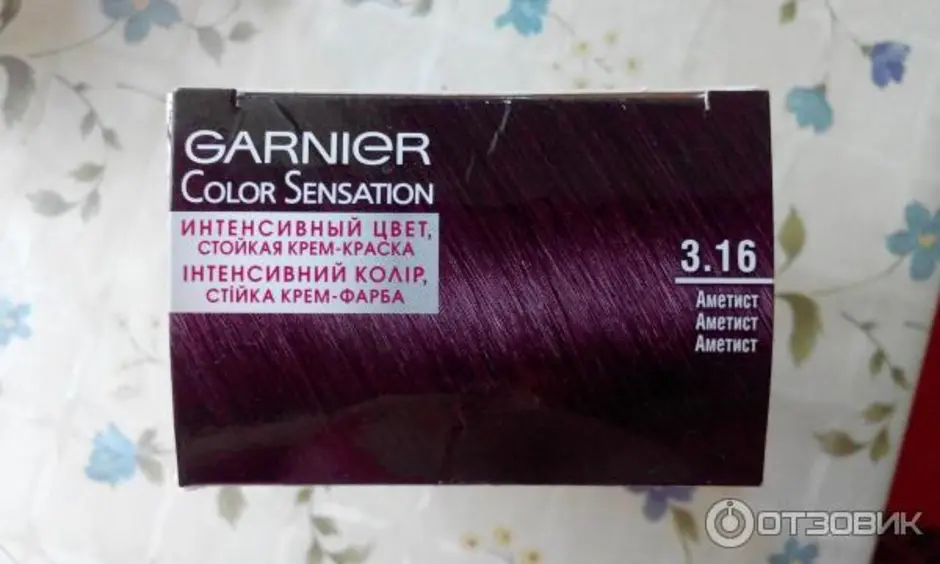 GARNIER
COLOR SENSATION
ИНТЕНСИВНЫЙ ЦВЕТ,
СТОЙКАЯ КРЕМ-КРАСКА
ІНТЕНСИВНИЙ КОЛІР,
СТІЙКА КРЕМ-ФАРБА
3.16
Аметист
Аметист
Аметист
ОТЗОВИК